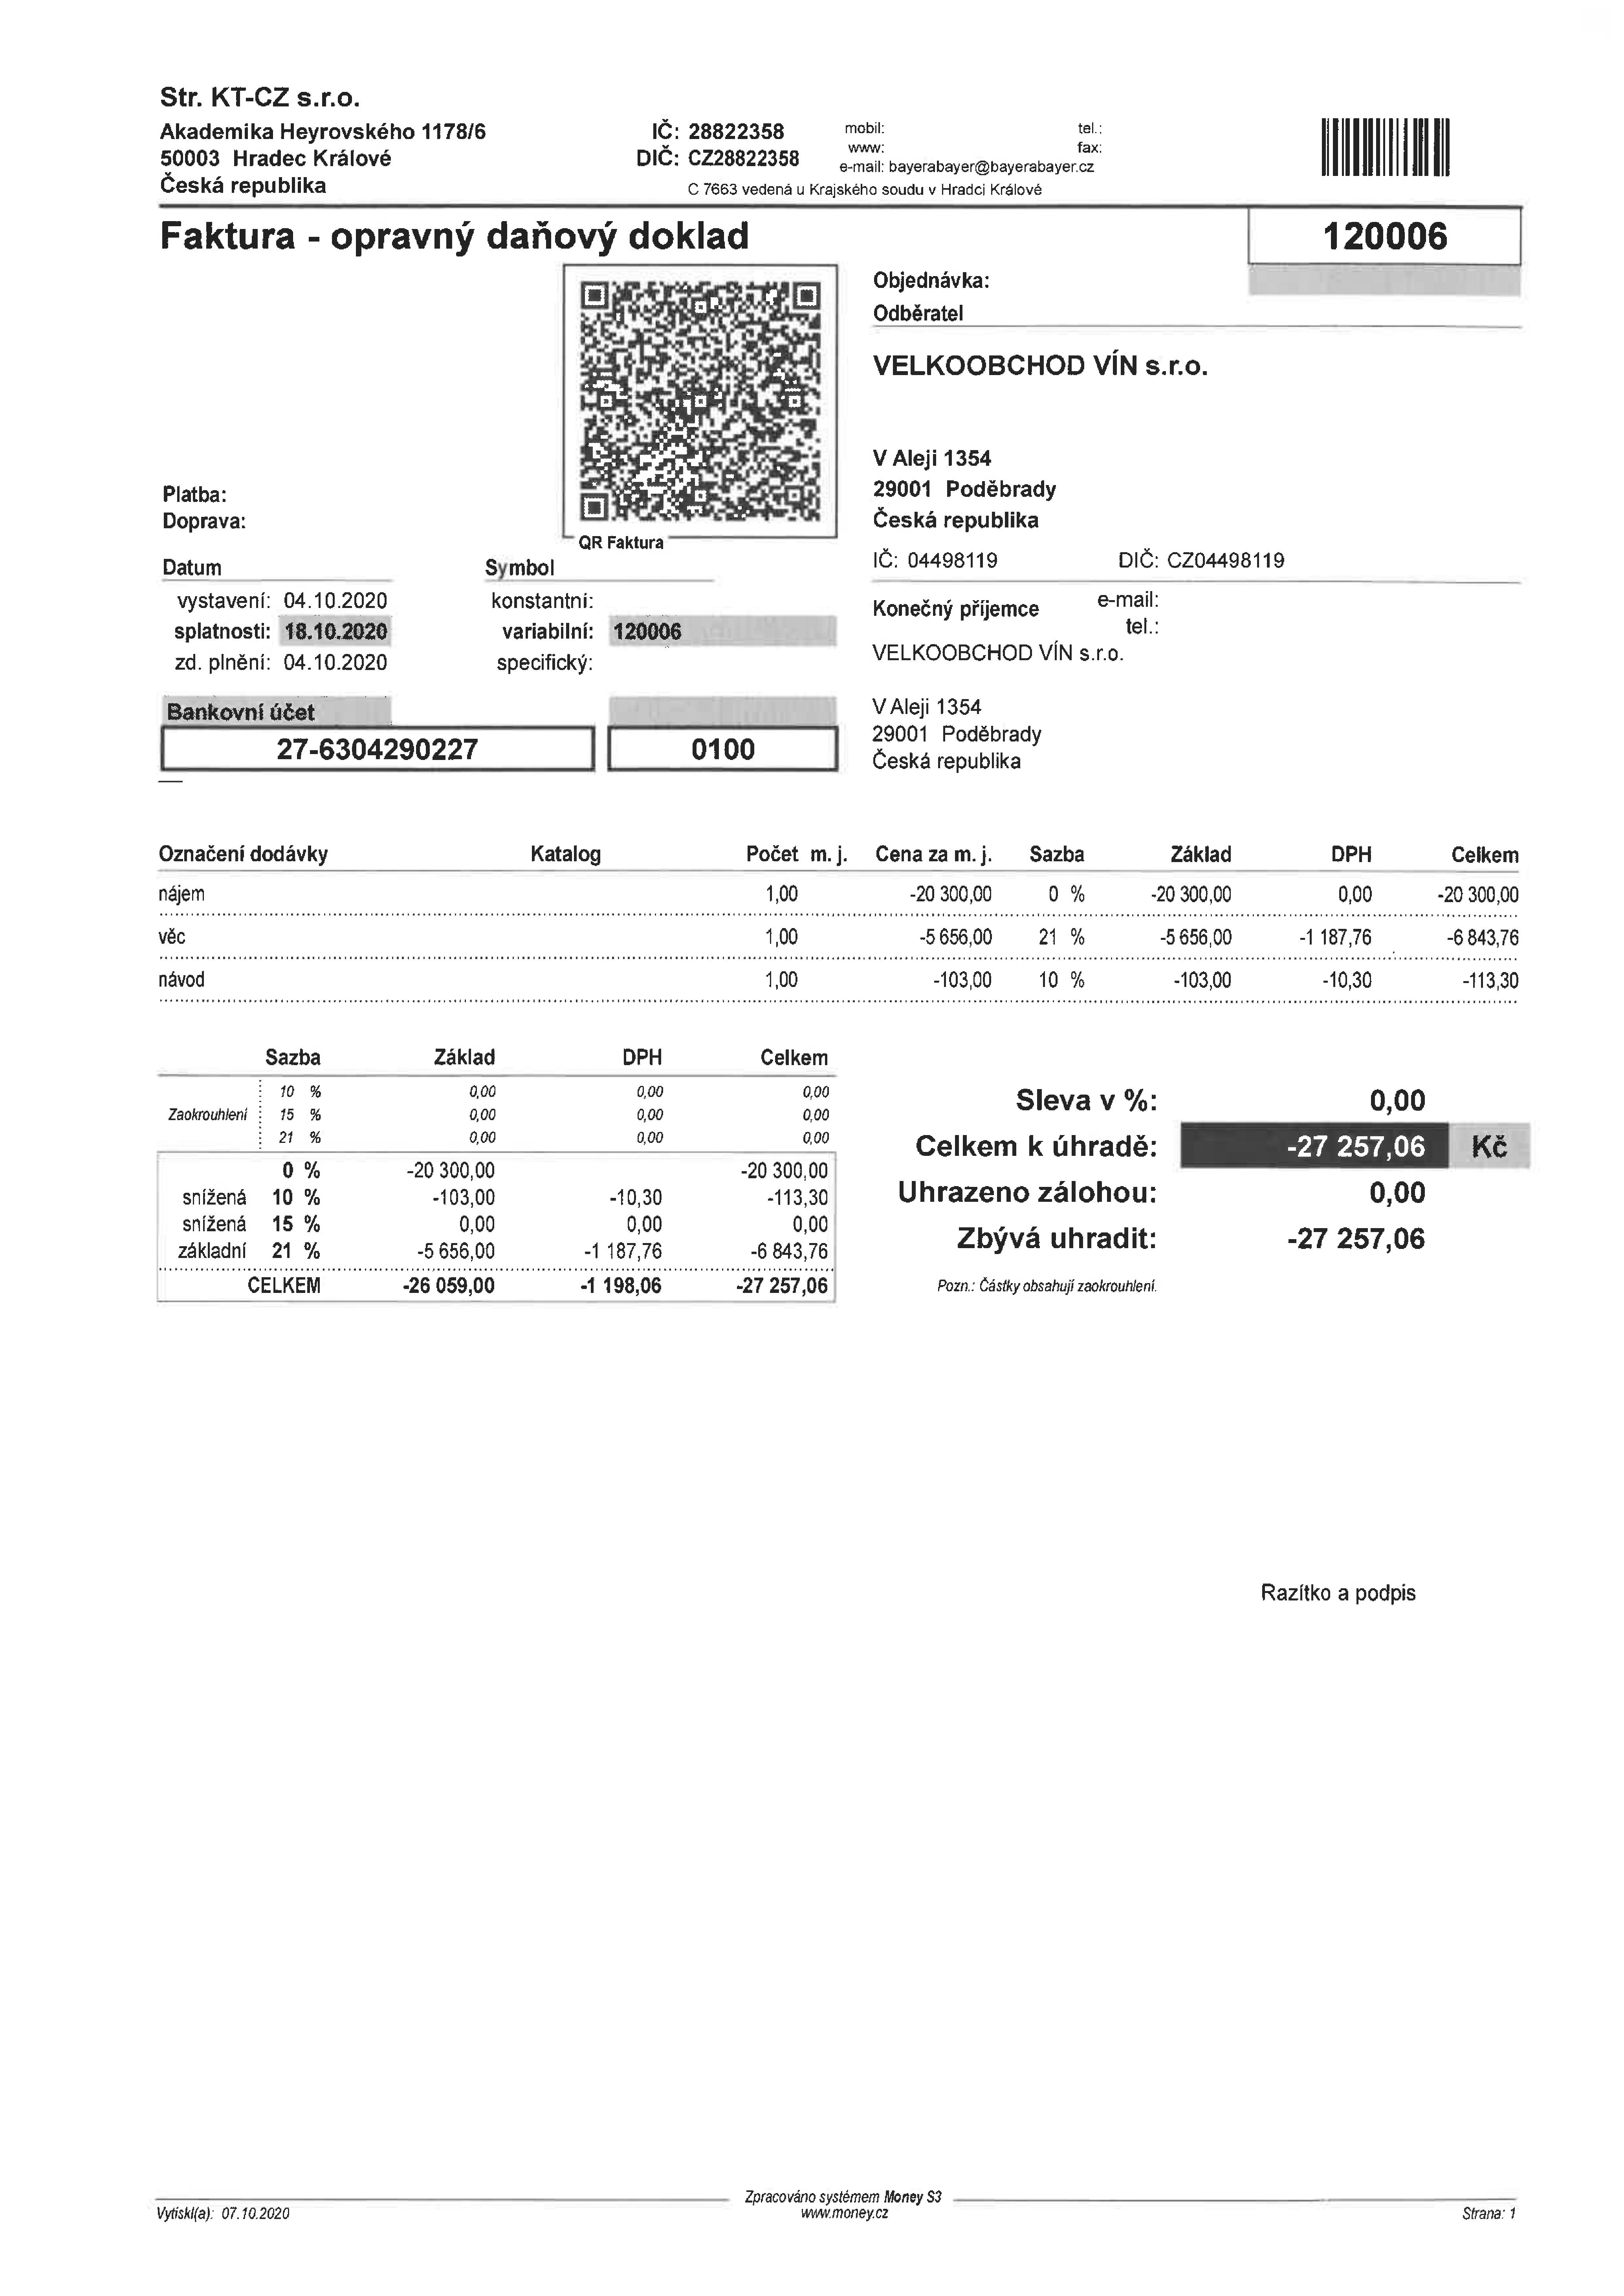 Str. KT-CZ s.r.o.
Akademika Heyrovského 1178/6
50003 Hradec Králové
Česká republika
IČ: 28822358
DIČ: CZ28822358
mobil:
www:
tel.:
fax:
e-mail: bayerabayer@bayerabayer.cz
C 7663 vedená u Krajského soudu v Hradci Králové
Faktura - opravný daňový doklad
120006
Objednávka:
Odběratel
VELKOOBCHOD VÍN s.r.o.
V Aleji 1354
29001 Poděbrady
Česká republika
IČ: 04498119 DIČ: CZ04498119
Platba:
Doprava:
QR Faktura
Datum
vystavení: 04.10.2020
splatnosti: 18.10.2020
zd. plnění: 04.10.2020
Symbol
konstantní:
variabilní: 120006
specifický:
Konečný příjemce
e-mail:
tel.:
VELKOOBCHOD VÍN s.r.o.
V Aleji 1354
29001 Poděbrady
Česká republika
Bankovní účet
27-6304290227 0100
Označení dodávky Katalog Počet m. j. Cena za m. j. Sazba Základ DPH Celkem
nájem 1,00 -20 300,00 0 % -20 300,00 0,00 -20 300,00
věc 1,00 -5 656,00 21 % -5 656,00 -1 187,76 -6 843,76
návod 1,00 -103,00 10 % -103,00 -10,30 -113,30
Sazba Základ DPH Celkem
10 % 0,00 0,00 0,00
Zaokrouhlení 15 % 0,00 0,00 0,00
21 % 0,00 0,00 0,00
0 % -20 300,00 -20 300,00
snížená 10 % -103,00 -10,30 -113,30
snížená 15 % 0,00 0,00 0,00
základní 21 % -5 656,00 -1 187,76 -6 843,76
CELKEM -26 059,00 -1 198,06 -27 257,06
Sleva v %: 0,00
Celkem k úhradě: -27 257,06 Kč
Uhrazeno zálohou: 0,00
Zbývá uhradit: -27 257,06
Pozn.: Částky obsahují zaokrouhlení.
Razítko a podpis
Zpracováno systémem Money S3
www.money.cz
Vytiskl(a): 07.10.2020
Strana: 1